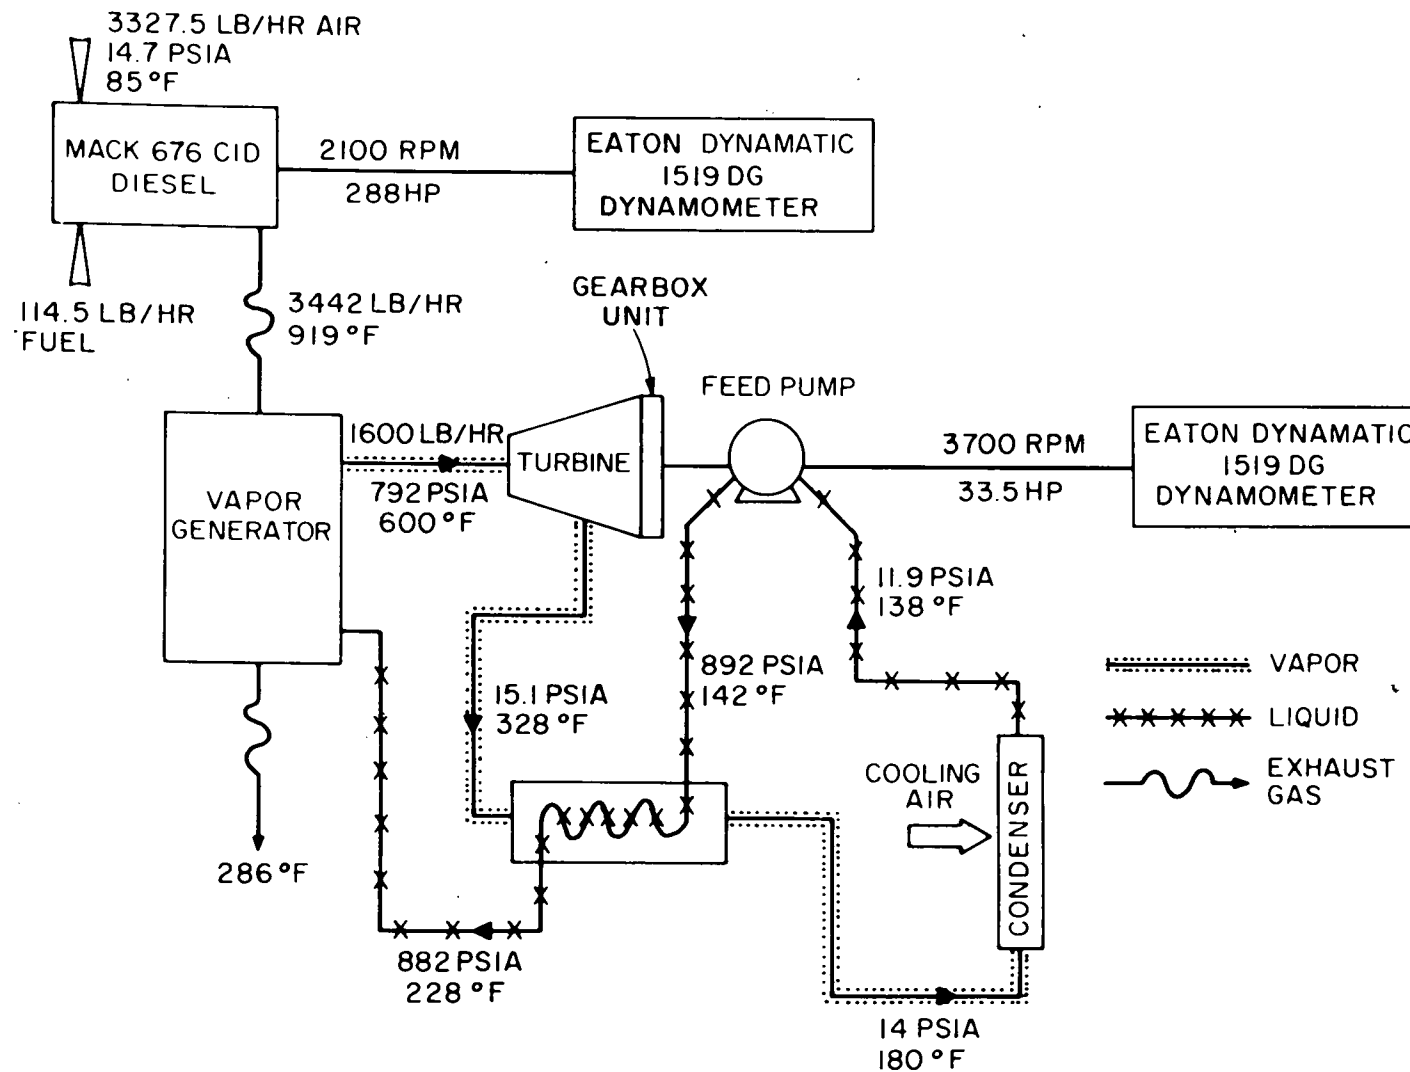 3327.5 LB/HR AIR
14.7 PSIA
85°F
MACK 676 CID
DIESEL
2100 RPM
288HP
EATON DYNAMATIC
1519 DG
DYNAMOMETER
114.5 LB/HR
FUEL
3442 LB/HR
919°F
GEARBOX
UNIT
FEED PUMP
1600 LB/HR
792 PSIA
600°F
TURBINE
3700 RPM
33.5 HP
EATON DYNAMATIC
1519 DG
DYNAMOMETER
VAPOR
GENERATOR
11.9 PSIA
138°F
892 PSIA
142°F
15.1 PSIA
328°F
VAPOR
LIQUID
EXHAUST
GAS
COOLING
AIR
CONDENSER
286°F
882 PSIA
228°F
14 PSIA
180°F